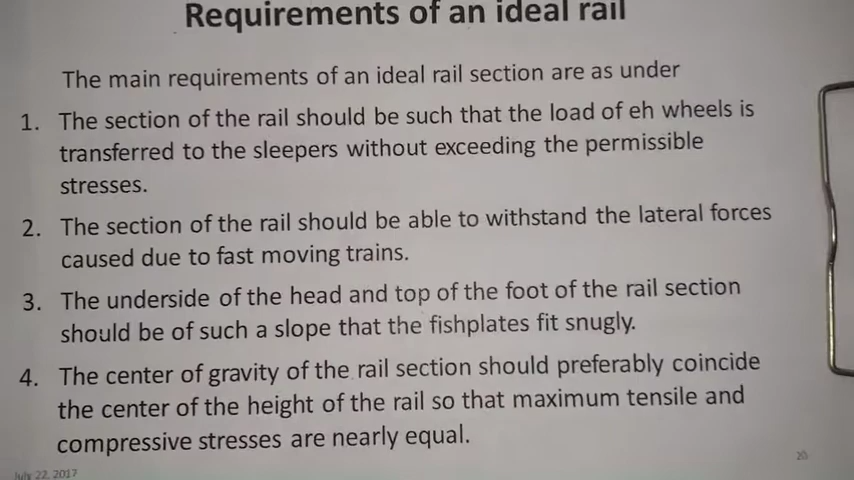 Requirements of an ideal rail
The main requirements of an ideal rail section are as under
1. The section of the rail should be such that the load of eh wheels is
transferred to the sleepers without exceeding the permissible
stresses.
2. The section of the rail should be able to withstand the lateral forces
caused due to fast moving trains.
3. The underside of the head and top of the foot of the rail section
should be of such a slope that the fishplates fit snugly.
4. The center of gravity of the rail section should preferably coincide
the center of the height of the rail so that maximum tensile and
compressive stresses are nearly equal.
20
July 22, 2017